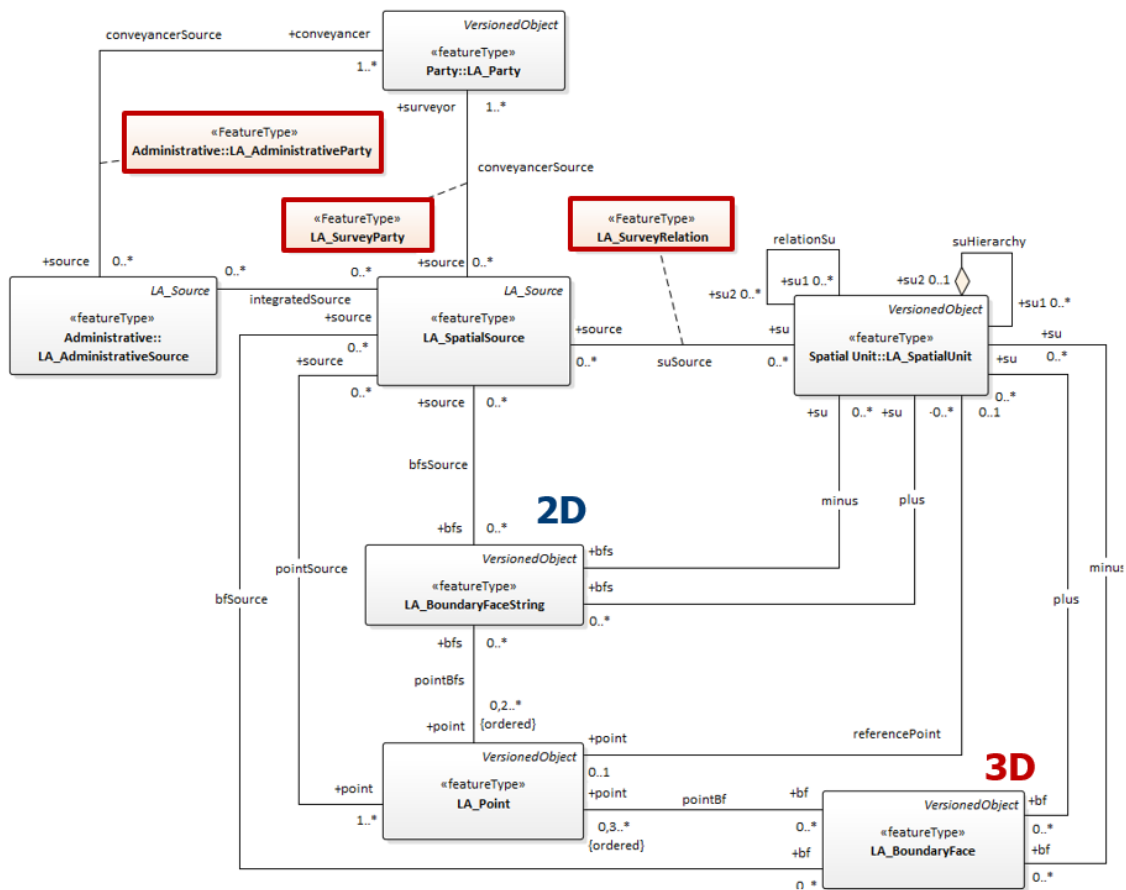 VersionedObject
«featureType»
Party::LA_Party
conveyancerSource
+conveyancer
1..*
+surveyor
1..*
«FeatureType»
Administrative::LA_AdministrativeParty
conveyancerSource
«FeatureType»
LA_SurveyParty
«FeatureType»
LA_SurveyRelation
relationSu
suHierarchy
+su1 0..*
+su2 0..*
+su2 0..1
+su1 0..*
+source
0..*
0..*
0..*
+source
0..*
LA_Source
«featureType»
Administrative::
LA_AdministrativeSource
integratedSource
LA_Source
«featureType»
LA_SpatialSource
VersionedObject
«featureType»
Spatial Unit::LA_SpatialUnit
+source
0..*
+source
0..*
+source
0..*
suSource
+su
0..*
+su
0..*
+su
0..*
+source
0..*
+su
0..*
+su
-0..*
0..1
bfsSource
minus
plus
2D
+bfs
0..*
VersionedObject
«featureType»
LA_BoundaryFaceString
+bfs
+bfs
0..*
pointSource
bfSource
minus
plus
+bfs
0..*
pointBfs
0,2..*
+point
{ordered}
referencePoint
VersionedObject
«featureType»
LA_Point
+point
0..1
+point
1..*
+point
pointBf
+bf
0,3..*
{ordered}
0..*
+bf
0..*
3D
VersionedObject
«featureType»
LA_BoundaryFace
+bf
0..*
+bf
0..*